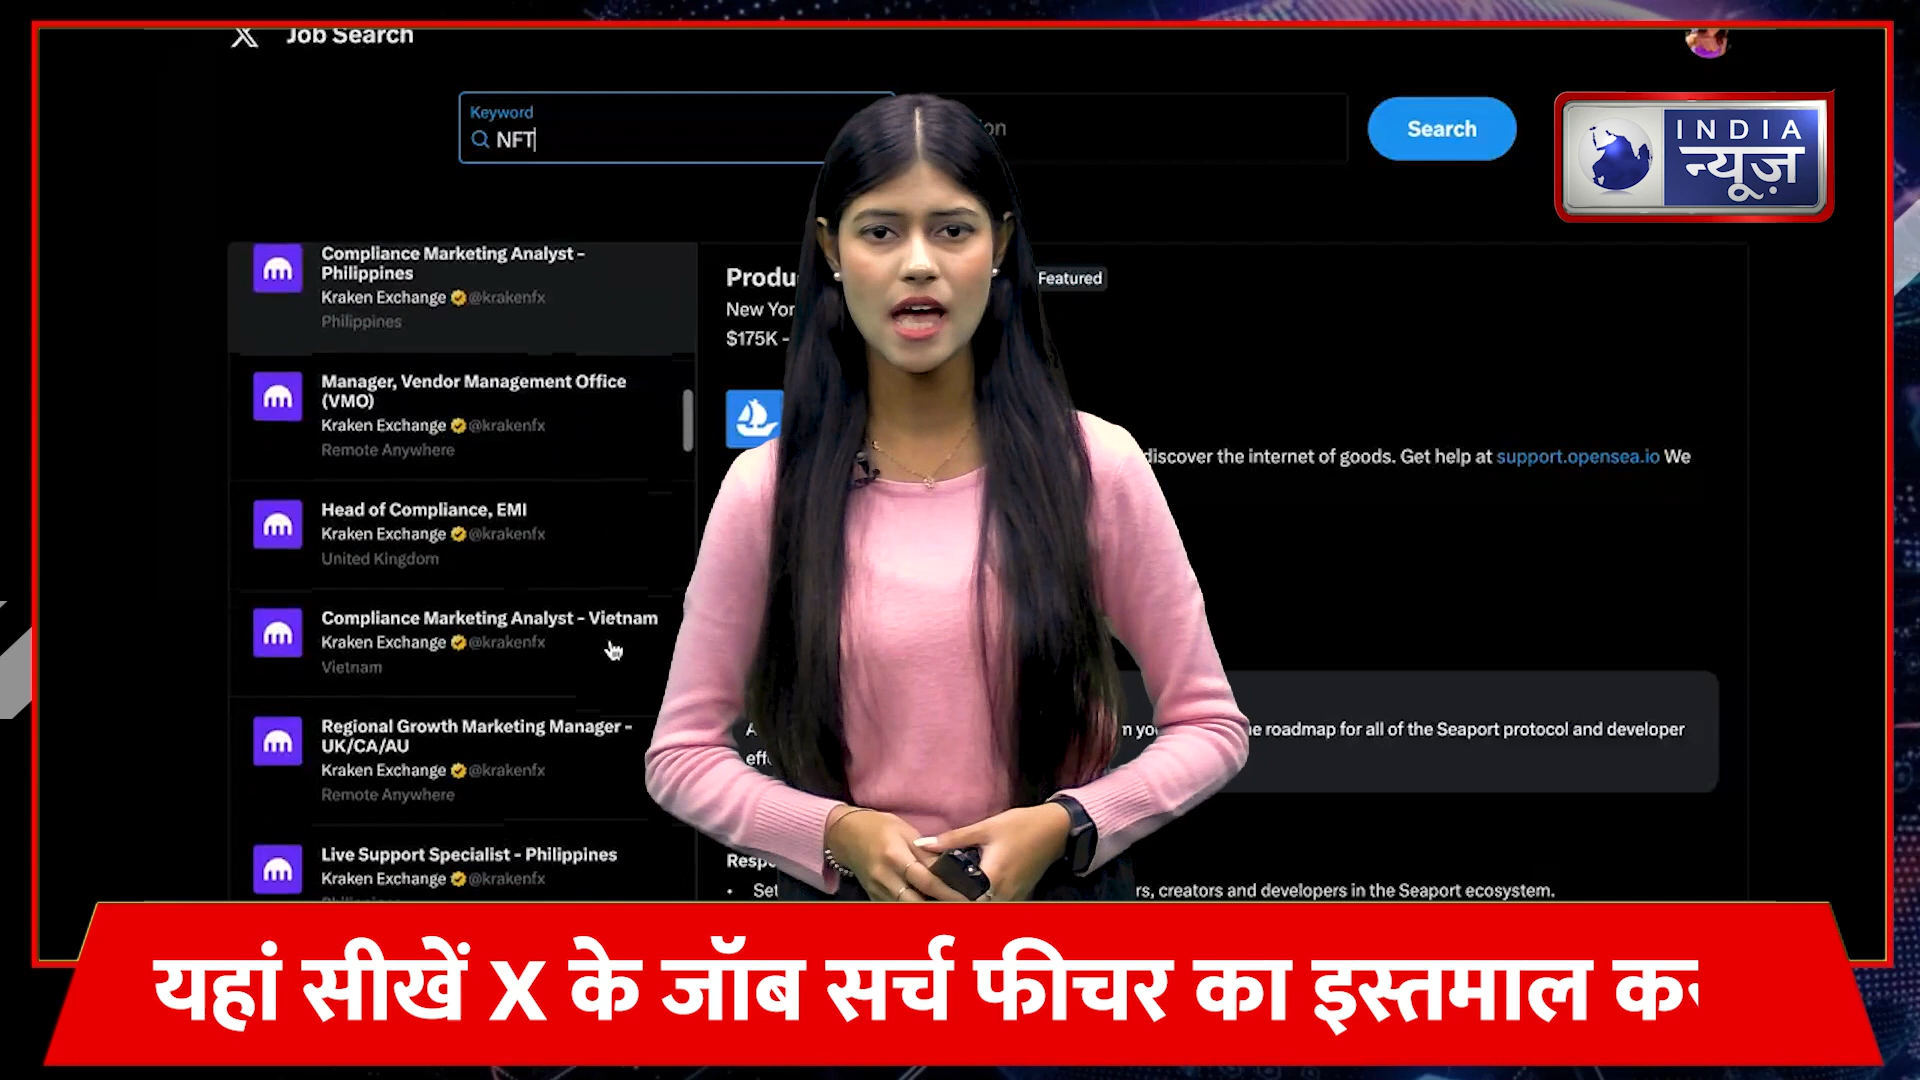 X Job Search
Keyword
NFT
Search
INDIA
न्यूज़
Compliance Marketing Analyst -
Philippines
Kraken Exchange @krakenfx
Philippines
Manager, Vendor Management Office
(VMO)
Kraken Exchange @krakenfx
Remote Anywhere
Head of Compliance, EMI
Kraken Exchange @krakenfx
United Kingdom
Compliance Marketing Analyst - Vietnam
Kraken Exchange @krakenfx
Vietnam
Regional Growth Marketing Manager -
UK/CA/AU
Kraken Exchange @krakenfx
Remote Anywhere
Live Support Specialist - Philippines
Kraken Exchange @krakenfx
Featured
New
$175K -
discover the internet of goods. Get help at support.opensea.io We
roadmap for all of the Seaport protocol and developer
creators and developers in the Seaport ecosystem.
यहां सीखें X के जॉब सर्च फीचर का इस्तमाल